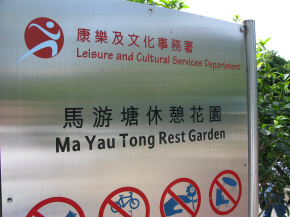 康樂及文化事務署
Leisure and Cultural Services Department
馬游塘休憩花園
Ma Yau Tong Rest Garden